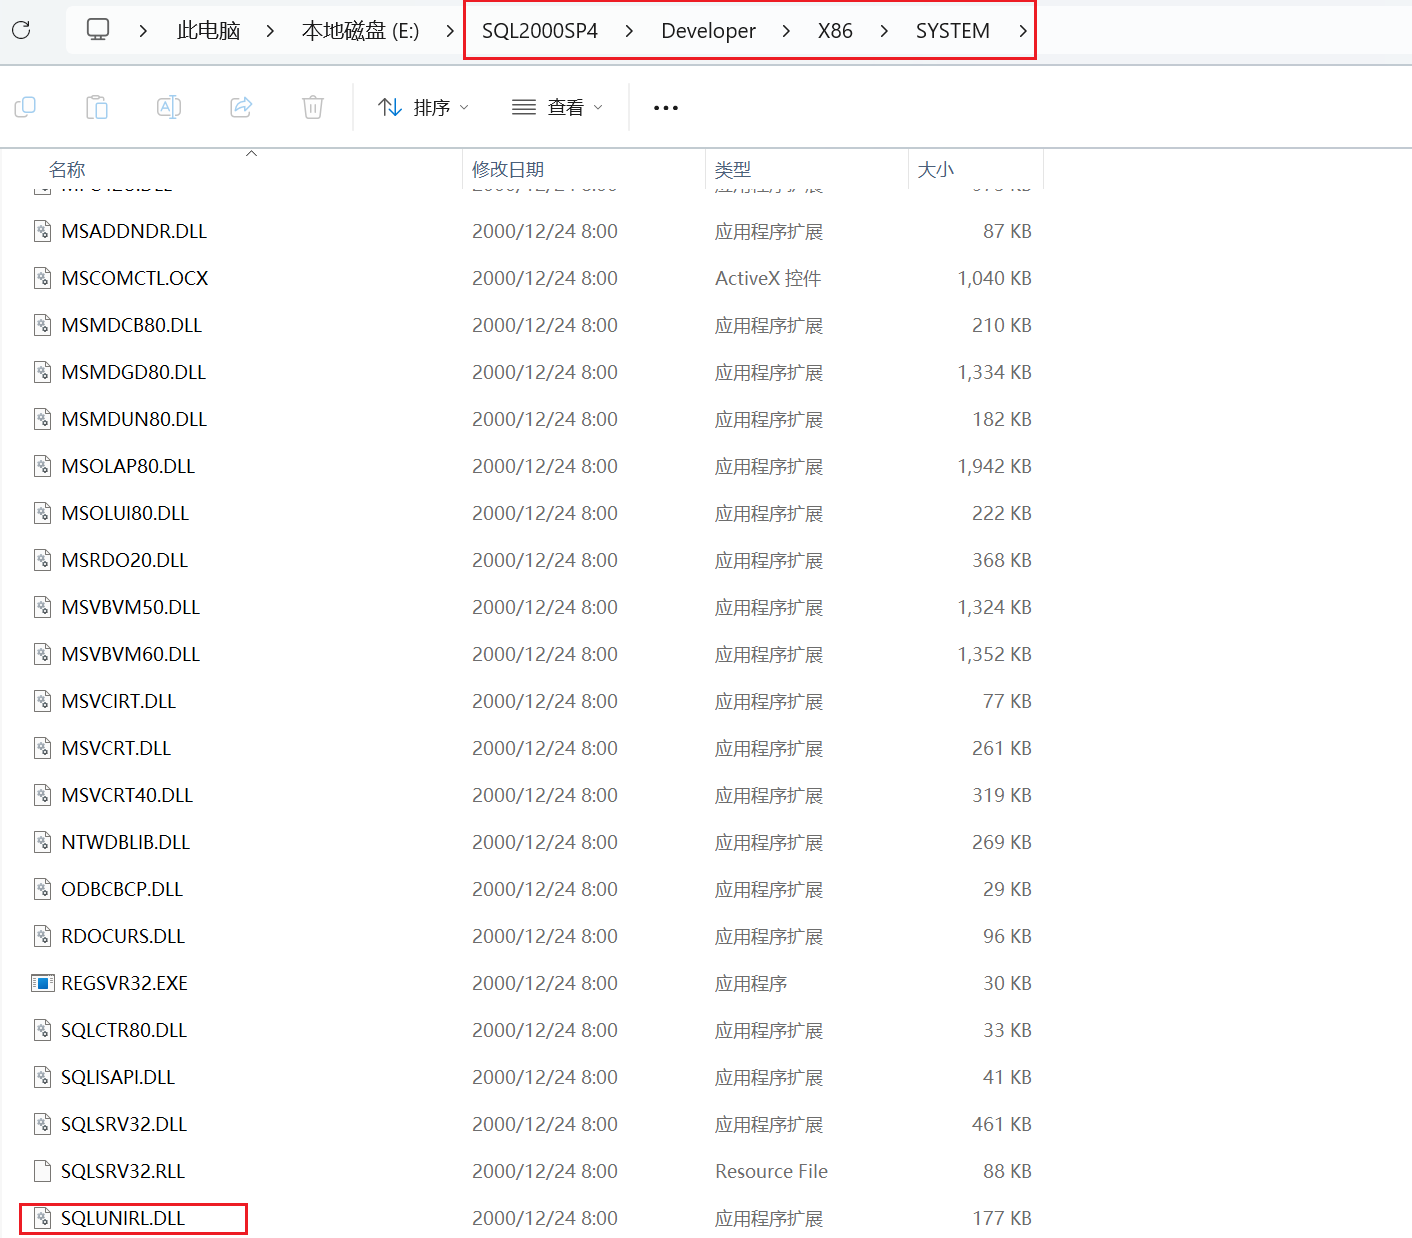 此电脑 > 本地磁盘 (E:) > SQL2000SP4 > Developer > X86 > SYSTEM >
排序 查看
名称 修改日期 类型 大小
MSADDNDR.DLL 2000/12/24 8:00 应用程序扩展 87 KB
MSCOMCTL.OCX 2000/12/24 8:00 ActiveX 控件 1,040 KB
MSMDCB80.DLL 2000/12/24 8:00 应用程序扩展 210 KB
MSMDGD80.DLL 2000/12/24 8:00 应用程序扩展 1,334 KB
MSMDUN80.DLL 2000/12/24 8:00 应用程序扩展 182 KB
MSOLAP80.DLL 2000/12/24 8:00 应用程序扩展 1,942 KB
MSOLUI80.DLL 2000/12/24 8:00 应用程序扩展 222 KB
MSRDO20.DLL 2000/12/24 8:00 应用程序扩展 368 KB
MSVBVM50.DLL 2000/12/24 8:00 应用程序扩展 1,324 KB
MSVBVM60.DLL 2000/12/24 8:00 应用程序扩展 1,352 KB
MSVCIRT.DLL 2000/12/24 8:00 应用程序扩展 77 KB
MSVCRT.DLL 2000/12/24 8:00 应用程序扩展 261 KB
MSVCRT40.DLL 2000/12/24 8:00 应用程序扩展 319 KB
NTWDBLIB.DLL 2000/12/24 8:00 应用程序扩展 269 KB
ODBCBCP.DLL 2000/12/24 8:00 应用程序扩展 29 KB
RDOCURS.DLL 2000/12/24 8:00 应用程序扩展 96 KB
REGSVR32.EXE 2000/12/24 8:00 应用程序 30 KB
SQLCTR80.DLL 2000/12/24 8:00 应用程序扩展 33 KB
SQLISAPI.DLL 2000/12/24 8:00 应用程序扩展 41 KB
SQLSRV32.DLL 2000/12/24 8:00 应用程序扩展 461 KB
SQLSRV32.RLL 2000/12/24 8:00 Resource File 88 KB
SQLUNIRL.DLL 2000/12/24 8:00 应用程序扩展 177 KB